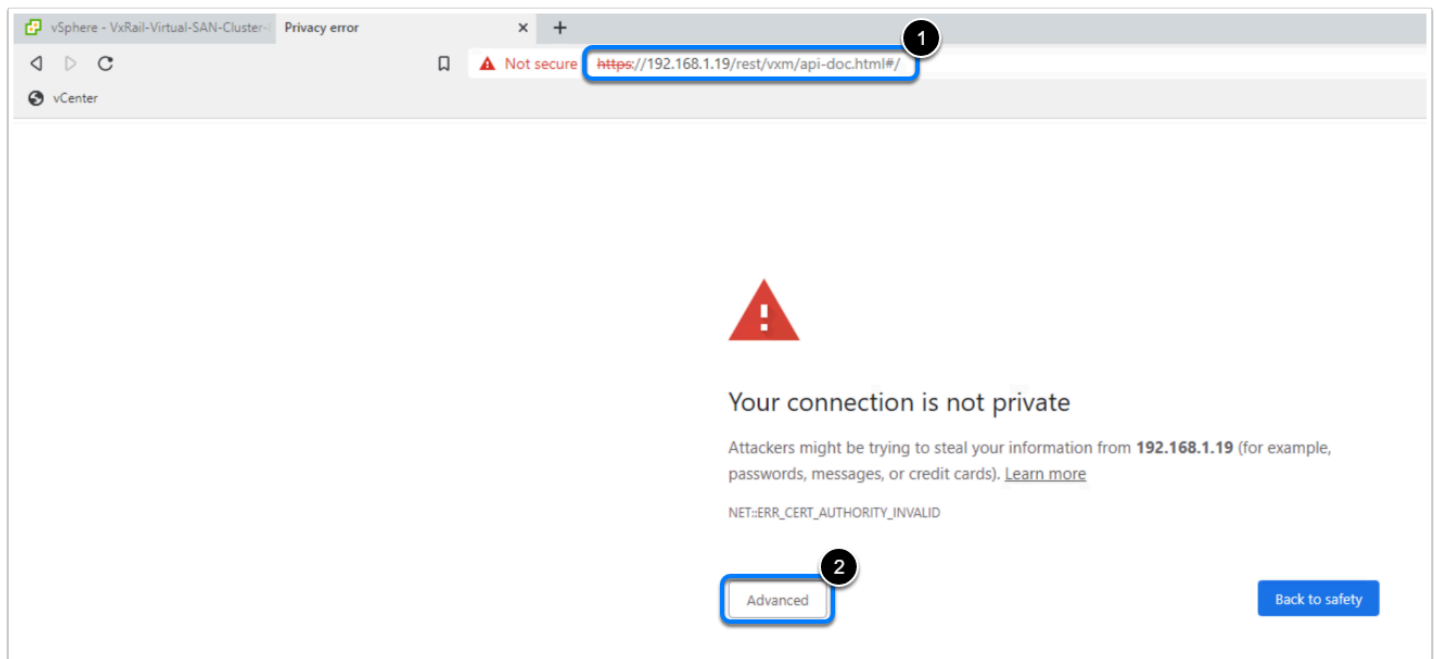 vSphere - VxRail-Virtual-SAN-Cluster- Privacy error
1
Not secure https://192.168.1.19/rest/vxm/api-doc.html#/
vCenter
Your connection is not private
Attackers might be trying to steal your information from 192.168.1.19 (for example,
passwords, messages, or credit cards). Learn more
NET::ERR_CERT_AUTHORITY_INVALID
2
Advanced Back to safety